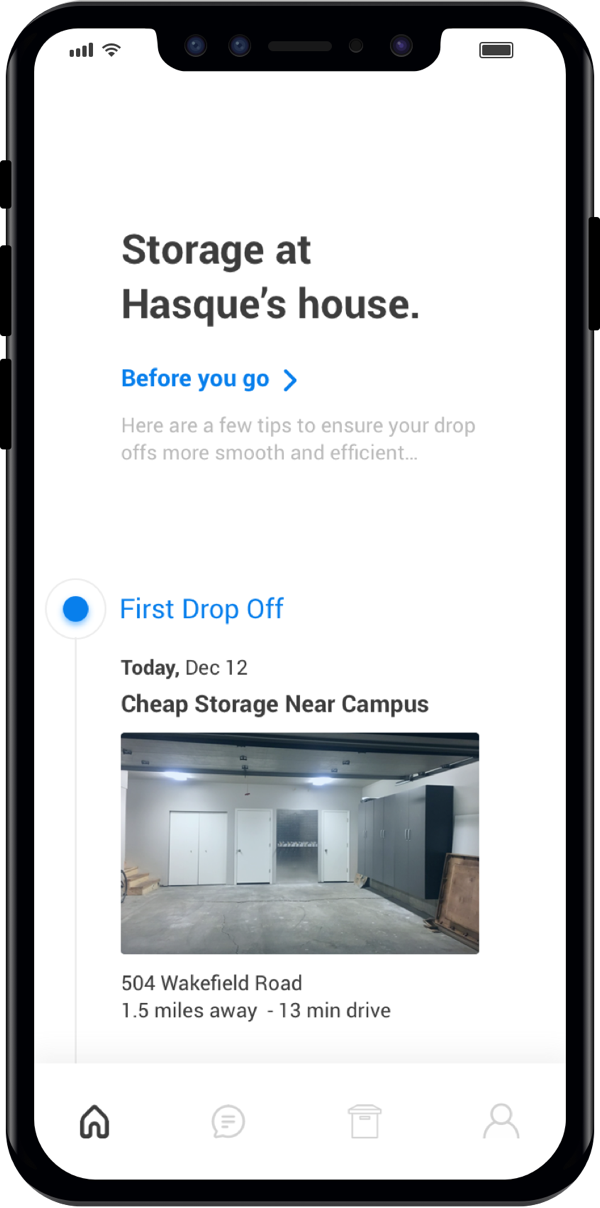 Storage at
Hasque’s house.
Before you go
Here are a few tips to ensure your drop
offs more smooth and efficient…
First Drop Off
Today, Dec 12
Cheap Storage Near Campus
504 Wakefield Road
1.5 miles away - 13 min drive